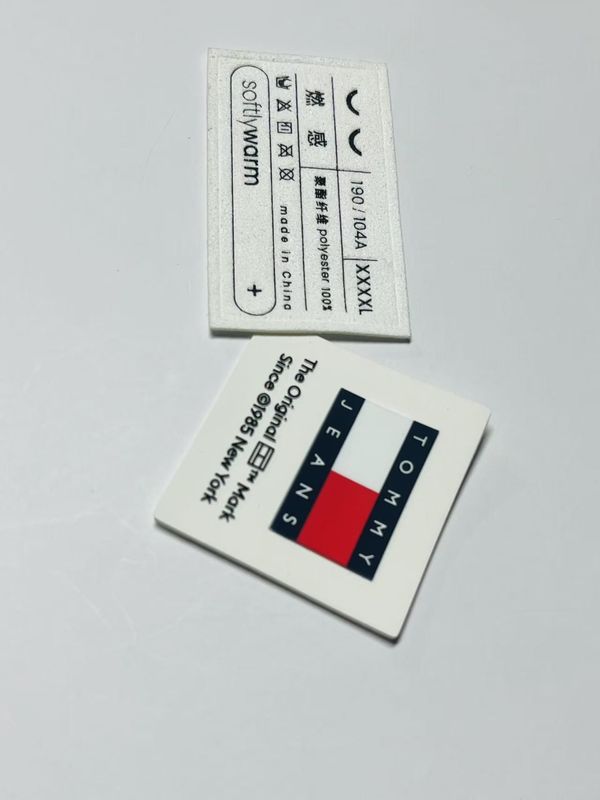 190/104A XXXXL
燃 感 聚酯纤维 polyester 100%
made in China
softlywarm +
TOMMY
JEANS
The Original ™ Mark
Since ©1985 New York